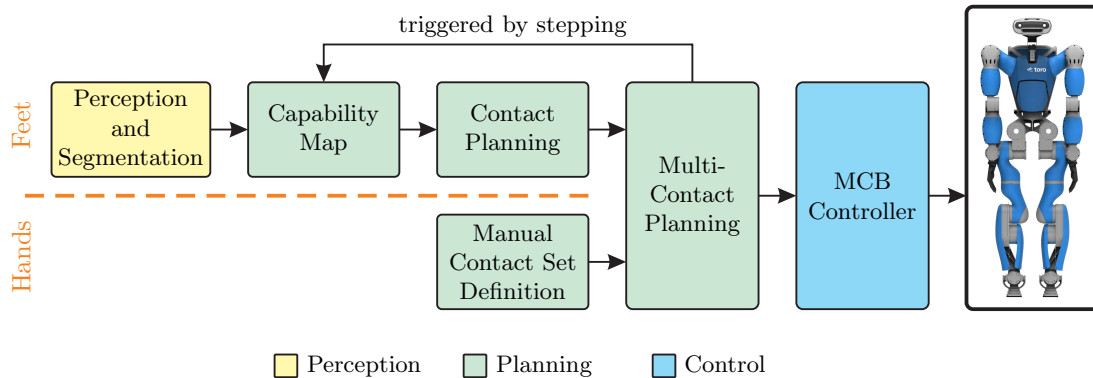 triggered by stepping
Feet
Perception
and
Segmentation
Capability
Map
Contact
Planning
Multi-
Contact
Planning
MCB
Controller
toro
Hands
Manual
Contact Set
Definition
Perception
Planning
Control